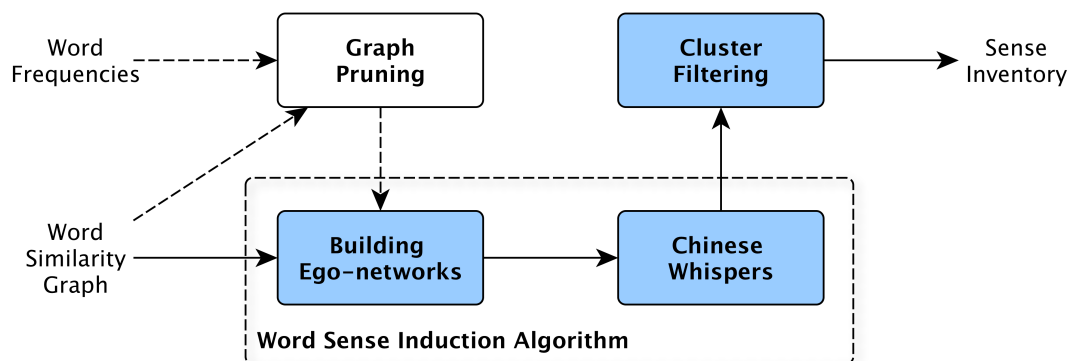 Word
Frequencies
Graph
Pruning
Cluster
Filtering
Sense
Inventory
Word
Similarity
Graph
Building
Ego-networks
Chinese
Whispers
Word Sense Induction Algorithm